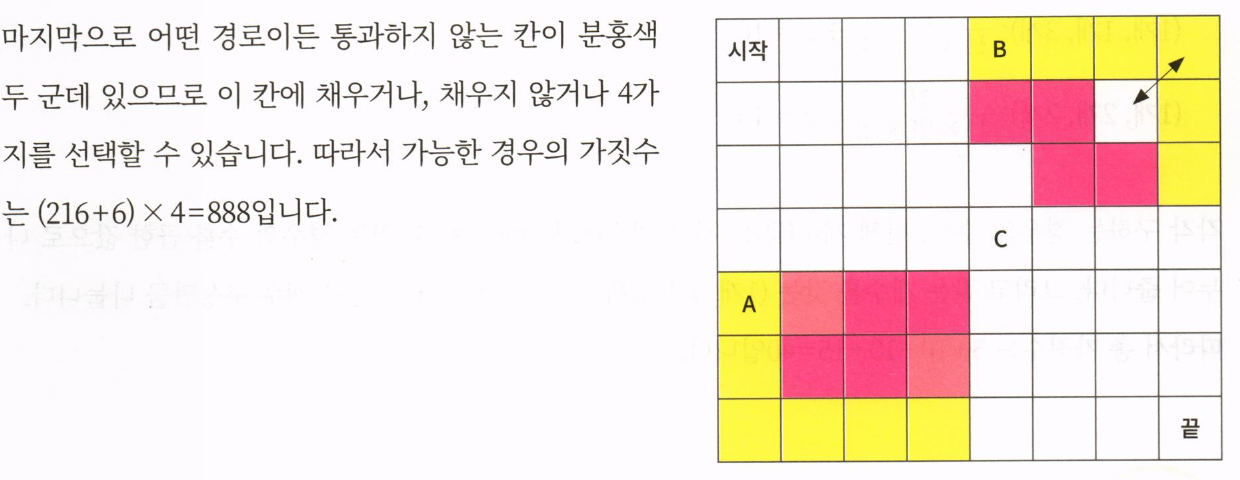 마지막으로 어떤 경로이든 통과하지 않는 칸이 분홍색
두 군데 있으므로 이 칸에 채우거나, 채우지 않거나 4가
지를 선택할 수 있습니다. 따라서 가능한 경우의 가짓수
는 (216+6)×4=888입니다.
시작
B
C
A
끝